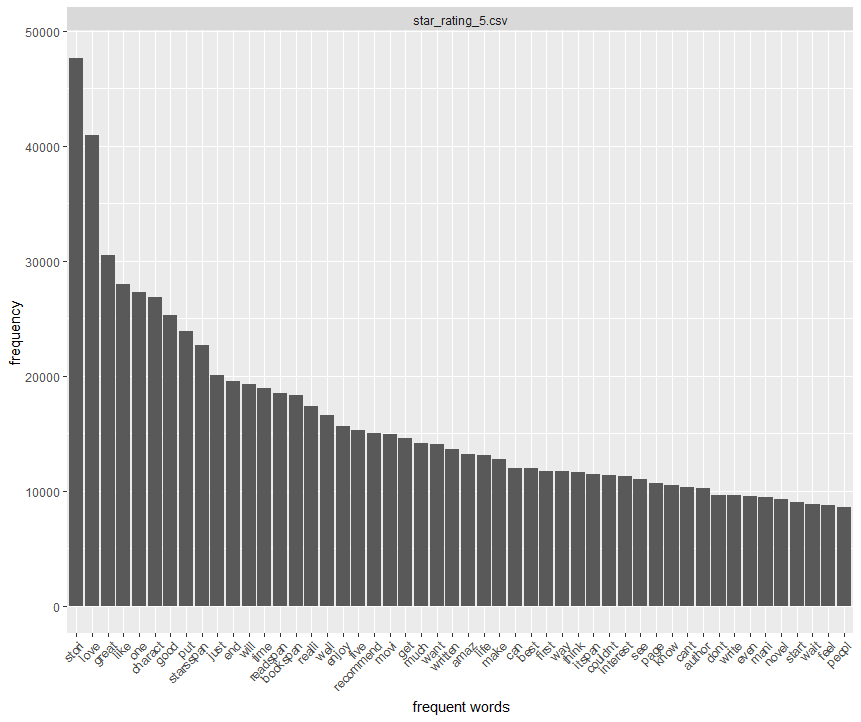 star_rating_5.csv
50000
40000
30000
20000
10000
0
frequency
stori love great like one charact good put starsspan just end will time readspan bookspan realli well enjoy five recommend movi get much want written amaz life make can best first way think itspan couldnt interest see page know cant author dont write even mani novel start wait feel peopl
frequent words